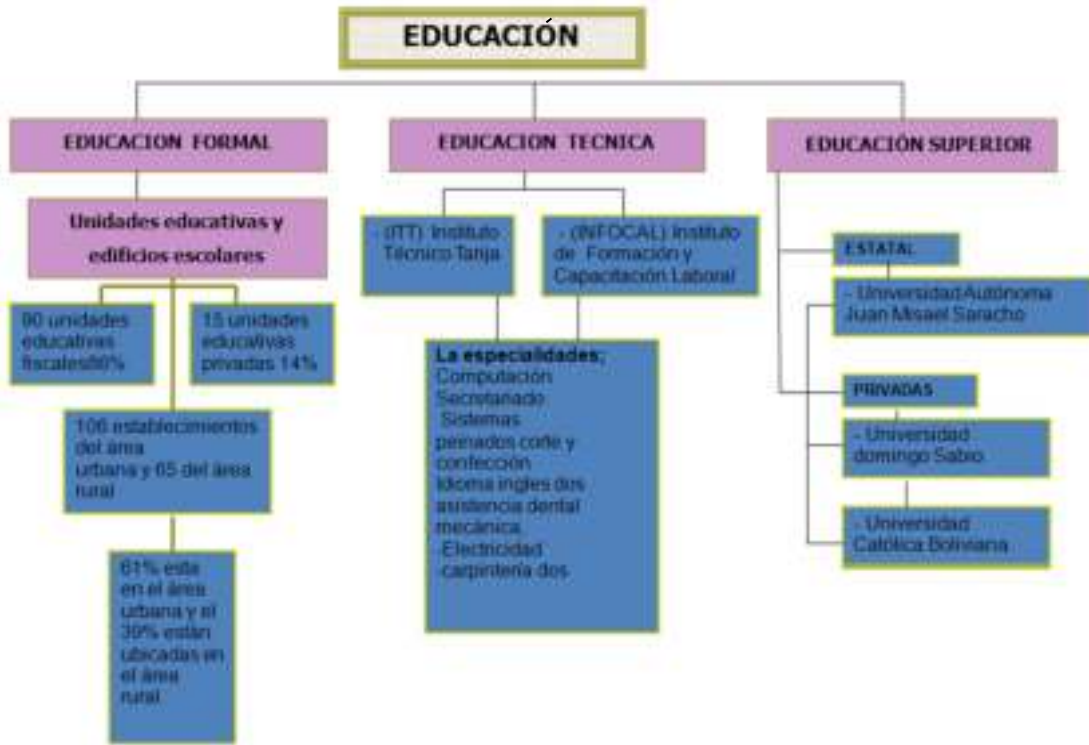 EDUCACIÓN
EDUCACION FORMAL
Unidades educativas y
edificios escolares
90 unidades
educativas
fiscales86%
15 unidades
educativas
privadas 14%
106 establecimientos
del área
urbana y 65 del área
rural
61% esta
en el área
urbana y el
39% están
ubicadas en
el área
rural
EDUCACION TECNICA
- (ITT) Instituto
Técnico Tarija
- (INFOCAL) Instituto
de Formación y
Capacitación Laboral
La especialidades;
Computación
Secretariado
Sistemas
peinados corte y
confección
Idioma ingles dos
asistencia dental
mecánica.
-Electricidad
-carpintería dos
EDUCACIÓN SUPERIOR
ESTATAL
- Universidad Autónoma
Juan Misael Saracho
PRIVADAS
- Universidad
domingo Sabio
- Universidad
Católica Boliviana